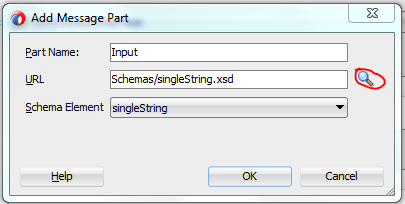 Add Message Part
Part Name: Input
URL Schemas/singleString.xsd
Schema Element singleString
Help OK Cancel